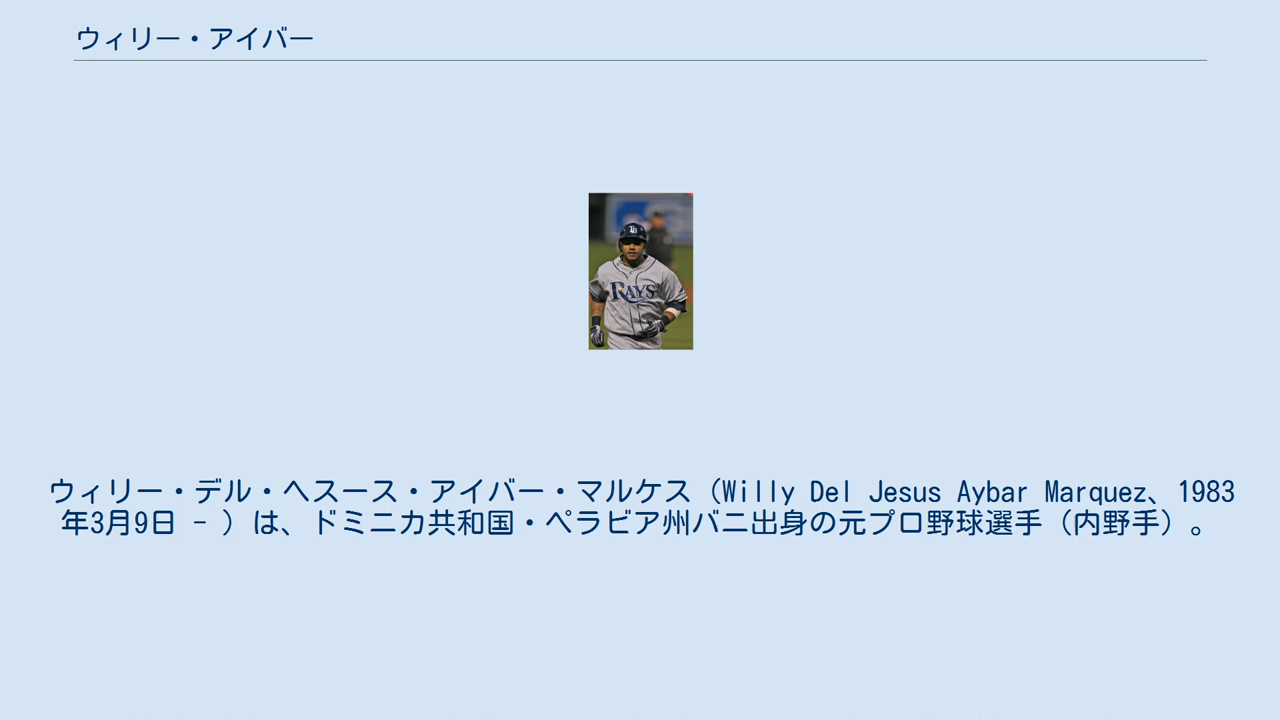 ウィリー・アイバー
TB
RAYS
ウィリー・デル・ヘスース・アイバー・マルケス（Willy Del Jesus Aybar Marquez、1983
年3月9日 - ）は、ドミニカ共和国・ペラビア州バニ出身の元プロ野球選手（内野手）。